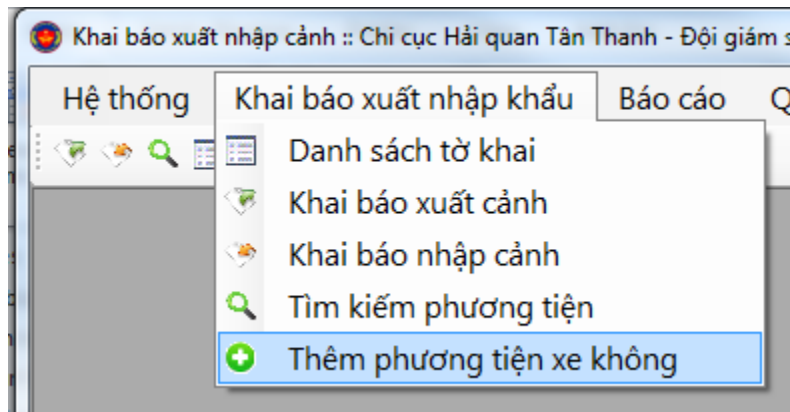 Khai báo xuất nhập cảnh :: Chi cục Hải quan Tân Thanh - Đội giám
Hệ thống Khai báo xuất nhập khẩu Báo cáo
Danh sách tờ khai
Khai báo xuất cảnh
Khai báo nhập cảnh
Tìm kiếm phương tiện
Thêm phương tiện xe không